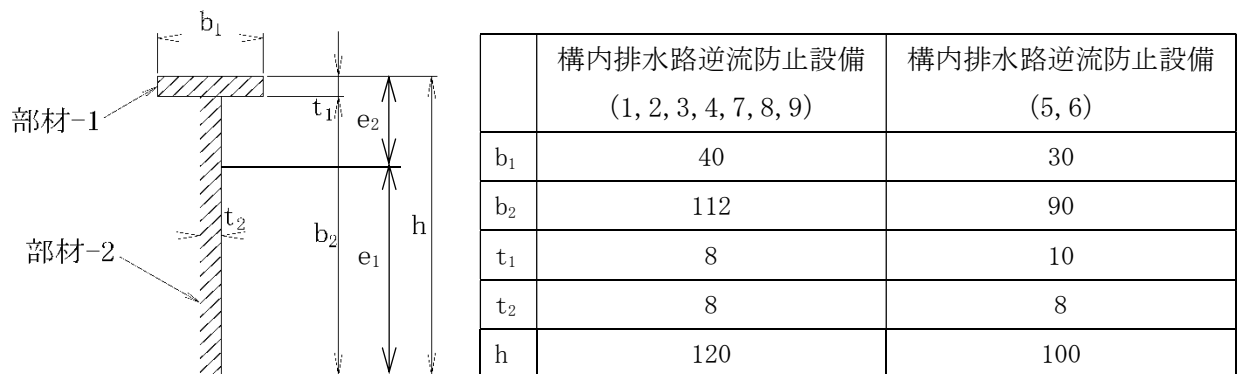 b₁
t₁
e₂
部材-1
t₂
b₂
e₁
h
部材-2
構内排水路逆流防止設備 構内排水路逆流防止設備
(1, 2, 3, 4, 7, 8, 9) (5, 6)
b₁ 40 30
b₂ 112 90
t₁ 8 10
t₂ 8 8
h 120 100